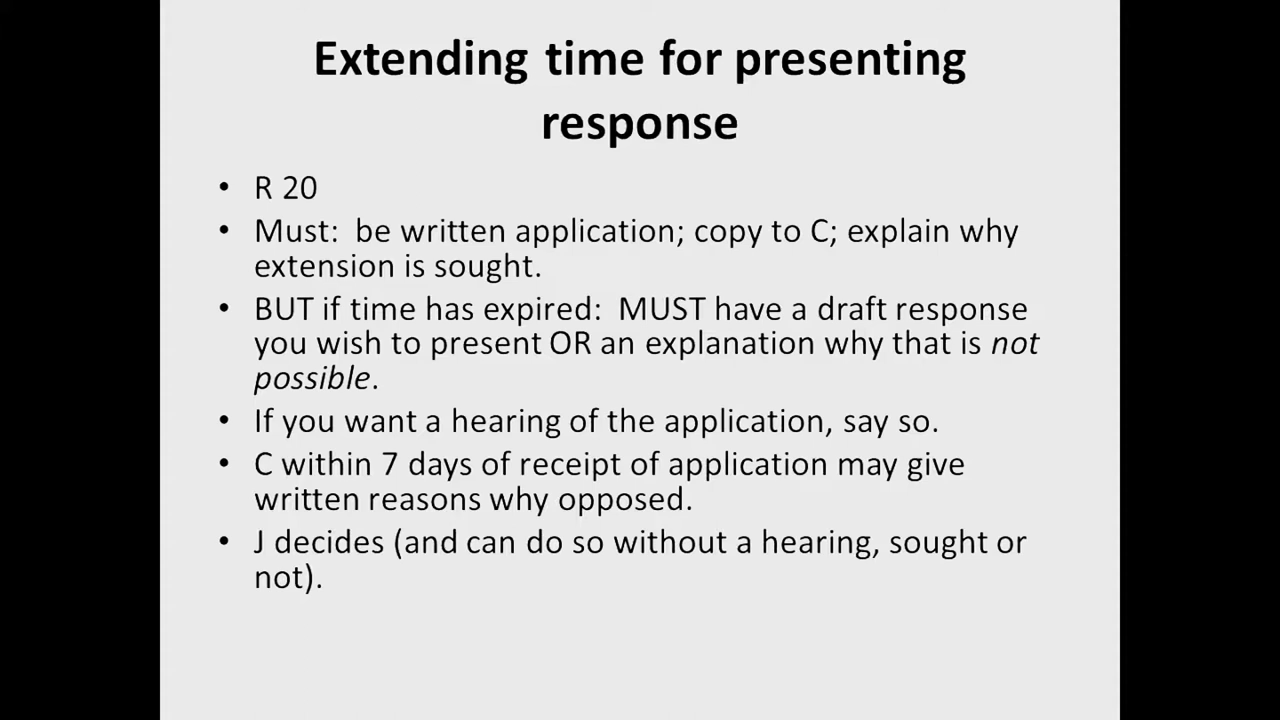 Extending time for presenting
response
• R 20
• Must: be written application; copy to C; explain why
extension is sought.
• BUT if time has expired: MUST have a draft response
you wish to present OR an explanation why that is not
possible.
• If you want a hearing of the application, say so.
• C within 7 days of receipt of application may give
written reasons why opposed.
• J decides (and can do so without a hearing, sought or
not).